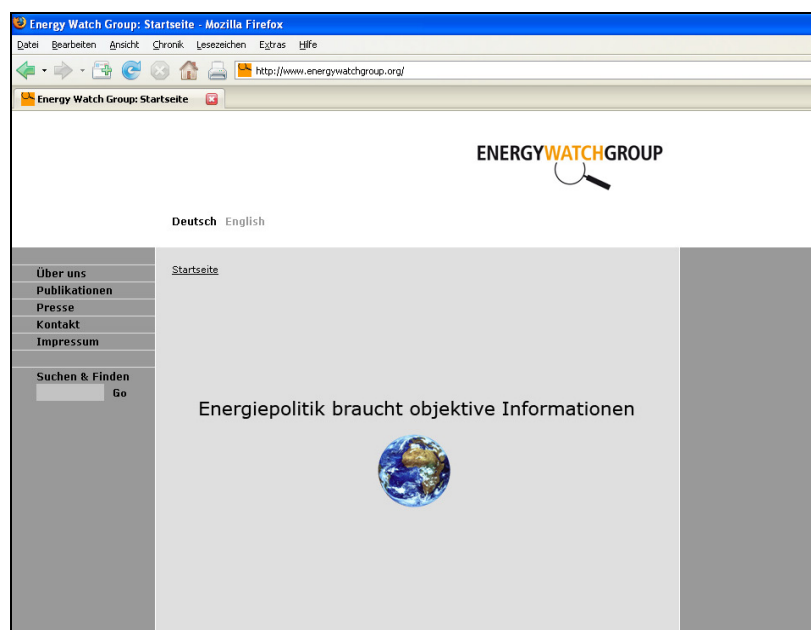 Energy Watch Group: Startseite - Mozilla Firefox
Datei Bearbeiten Ansicht Chronik Lesezeichen Extras Hilfe
http://www.energywatchgroup.org/
Energy Watch Group: Startseite
ENERGYWATCHGROUP
Deutsch English
Startseite
Über uns
Publikationen
Presse
Kontakt
Impressum
Suchen & Finden
Go
Energiepolitik braucht objektive Informationen